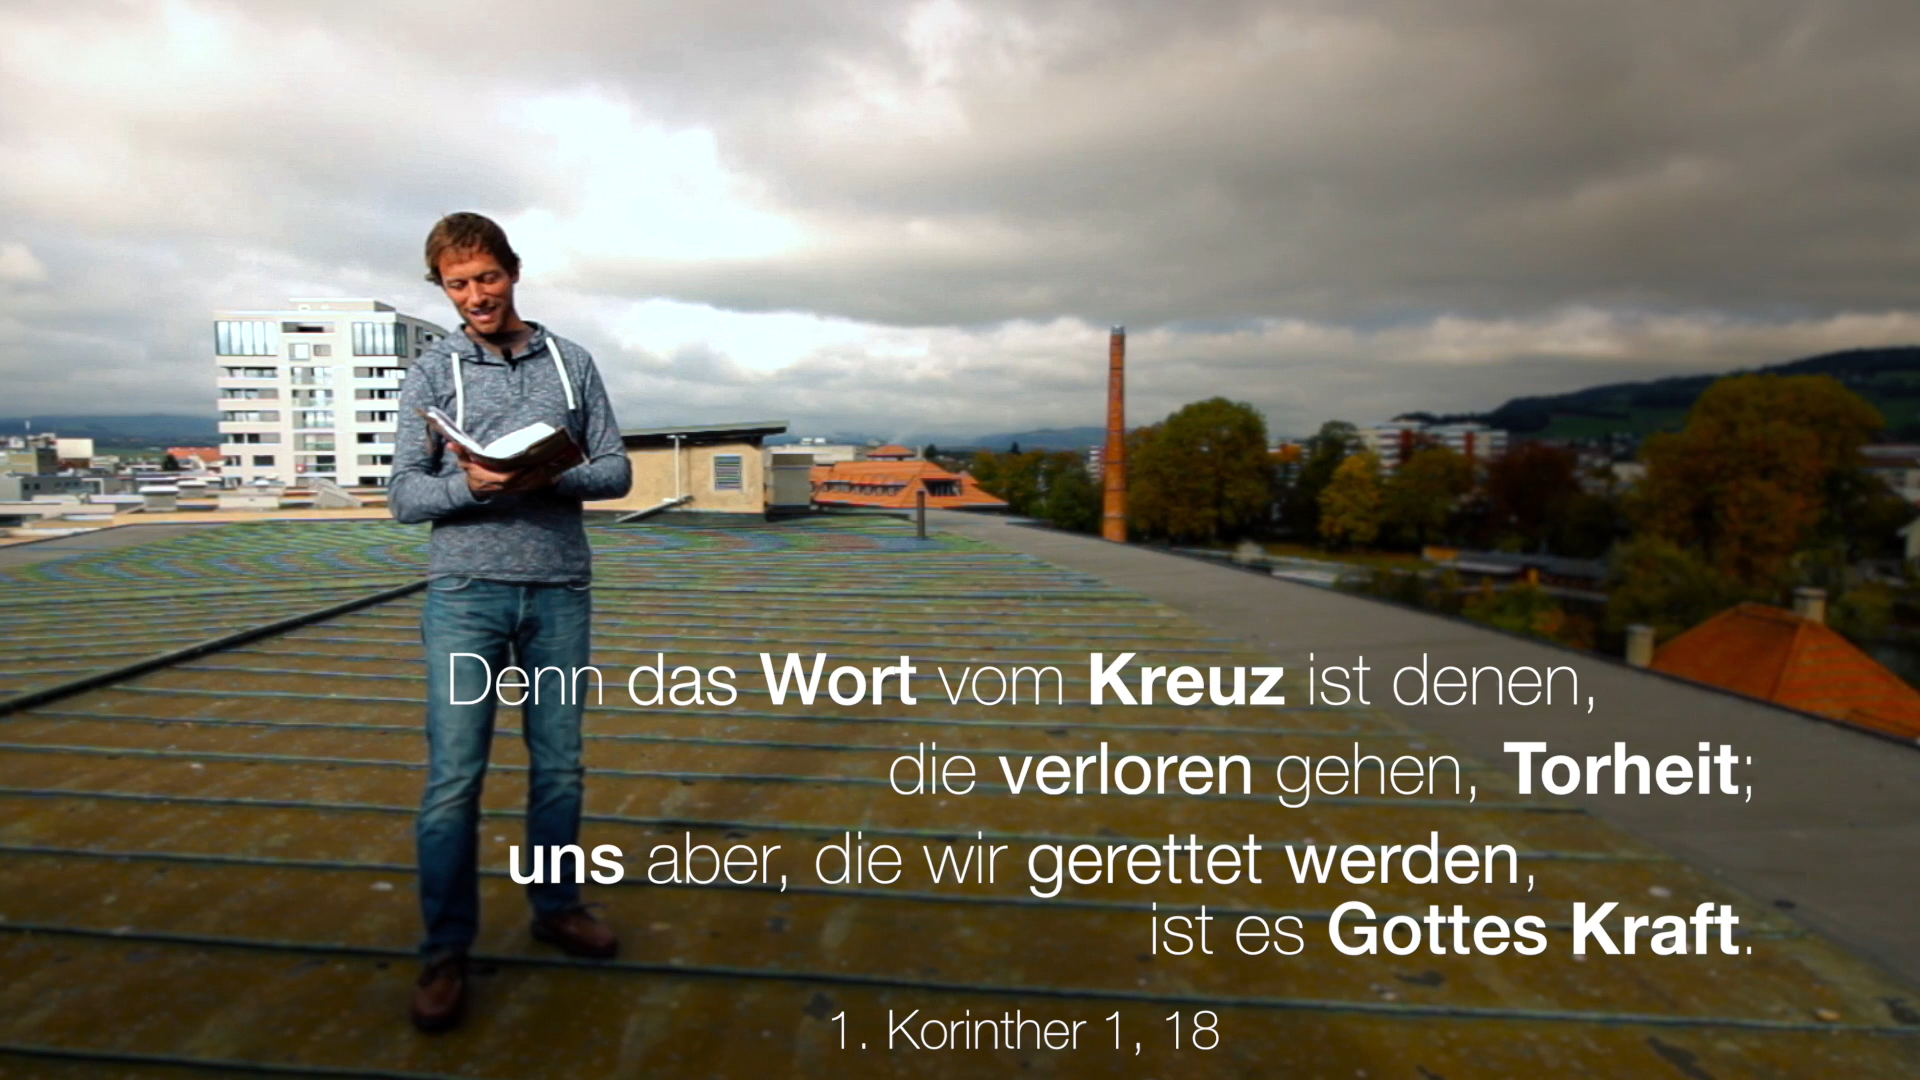 Denn das Wort vom Kreuz ist denen,
die verloren gehen, Torheit;
uns aber, die wir gerettet werden,
ist es Gottes Kraft.
1. Korinther 1, 18